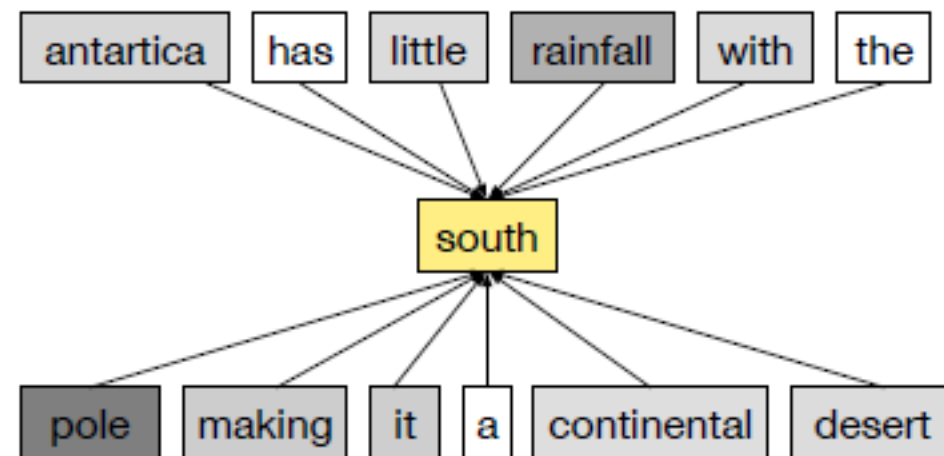 antartica has little rainfall with the
south
pole making it a continental desert